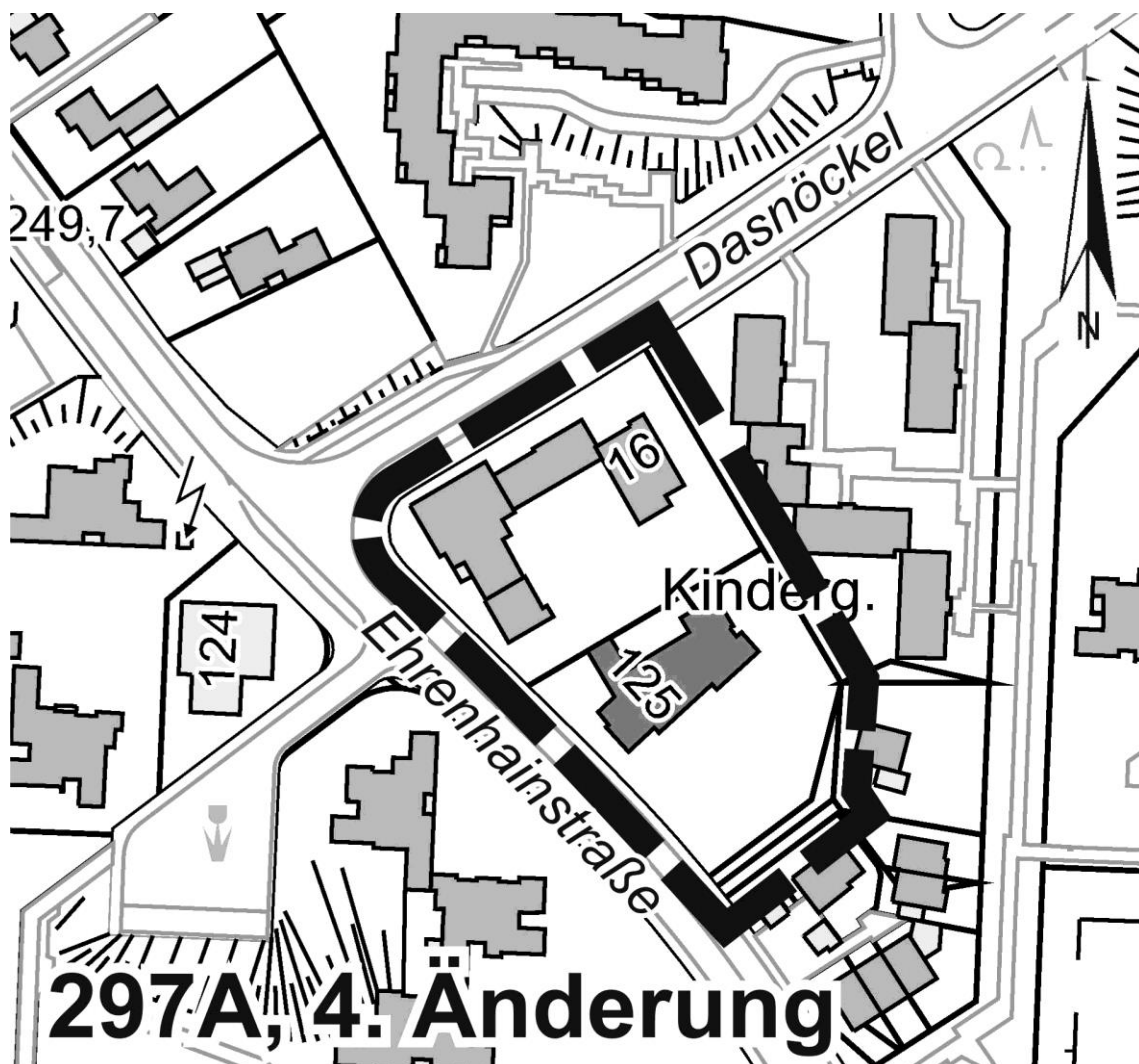 Dasnöckel
249,7
N
16
Kinderg.
124
125
Ehrenhainstraße
297A, 4. Änderung